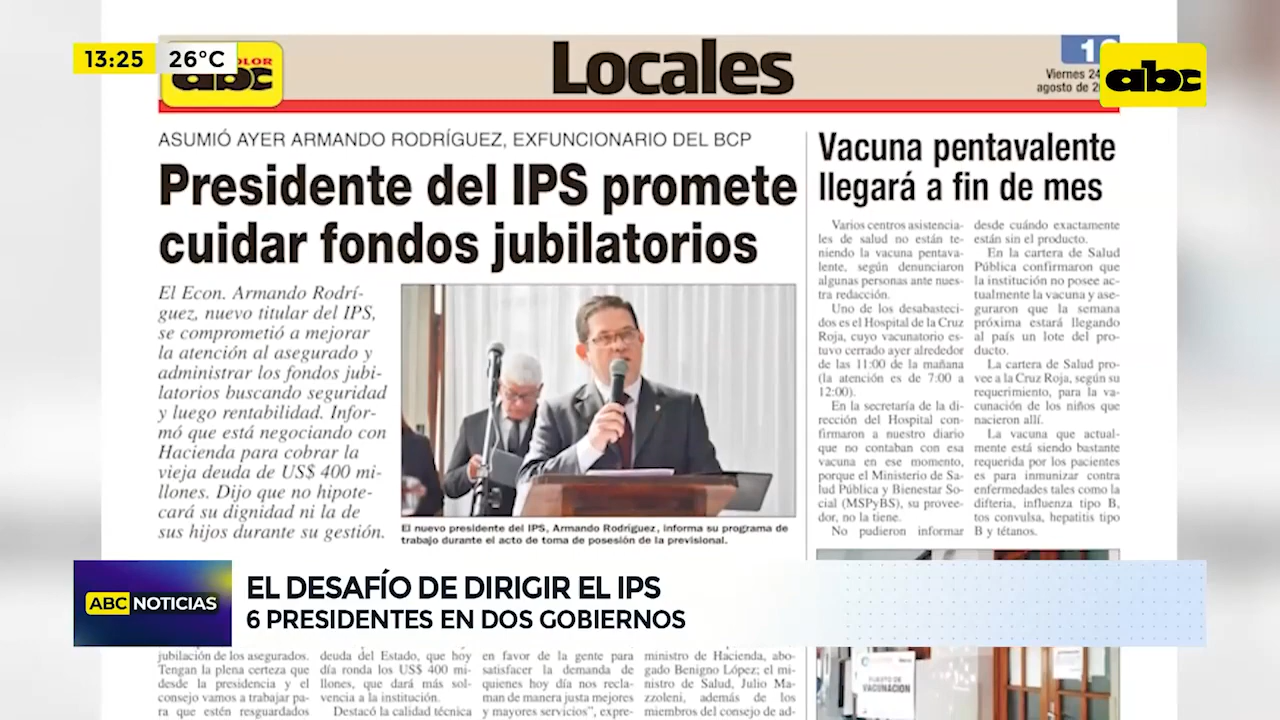 13:25 26°C
abc
Locales
Viernes 24
agosto de
abc
ASUMIÓ AYER ARMANDO RODRÍGUEZ, EXFUNCIONARIO DEL BCP
Presidente del IPS promete
cuidar fondos jubilatorios
El Econ. Armando Rodrí-
guez, nuevo titular del IPS,
se comprometió a mejorar
la atención al asegurado y
administrar los fondos jubi-
latorios buscando seguridad
y luego rentabilidad. Infor-
mó que está negociando con
Hacienda para cobrar la
vieja deuda de US$ 400 mi-
llones. Dijo que no hipote-
cará su dignidad ni la de
sus hijos durante su gestión.
El nuevo presidente del IPS, Armando Rodríguez, informa su programa de
trabajo durante el acto de toma de posesión de la previsional.
Vacuna pentavalente
llegará a fin de mes
Varios centros asistencia-
les de salud no están te-
niendo la vacuna pentava-
lente, según denunciaron
algunas personas ante nues-
tra redacción.
Uno de los desabasteci-
dos es el Hospital de la Cruz
Roja, cuyo vacunatorio es-
tuvo cerrado ayer alrededor
de las 11:00 de la mañana
(la atención es de 7:00 a
12:00).
En la secretaría de la di-
rección del Hospital con-
firmaron a nuestro diario
que no contaban con esa
vacuna en ese momento,
porque el Ministerio de Sa-
lud Pública y Bienestar So-
cial (MSPyBS), su provee-
dor, no la tiene.
No pudieron informar
desde cuándo exactamente
están sin el producto.
En la cartera de Salud
Pública confirmaron que
la institución no posee ac-
tualmente la vacuna y ase-
guraron que la semana
próxima estará llegando
al país un lote del pro-
ducto.
La cartera de Salud pro-
vee a la Cruz Roja, según su
requerimiento, para la va-
cunación de los niños que
nacieron allí.
La vacuna que actual-
mente está siendo bastante
requerida por los pacientes
es para inmunizar contra
enfermedades tales como la
difteria, influenza tipo B,
tos convulsa, hepatitis tipo
B y tétanos.
ABC NOTICIAS
EL DESAFÍO DE DIRIGIR EL IPS
6 PRESIDENTES EN DOS GOBIERNOS
jubilación de los asegurados.
Tengan la plena certeza que
desde la presidencia y el
consejo vamos a trabajar pa-
ra que estén resguardados
deuda del Estado, que hoy
día ronda los US$ 400 mi-
llones, que dará más sol-
vencia a la institución.
Destacó la calidad técnica
en favor de la gente para
satisfacer la demanda de
quienes hoy día nos recla-
man de manera justa mejores
y mayores servicios", expre-
ministro de Hacienda, abo-
gado Benigno López; el mi-
nistro de Salud, Julio Ma-
zzoleni, además de los
miembros del consejo de ad-
VACUNACIÓN